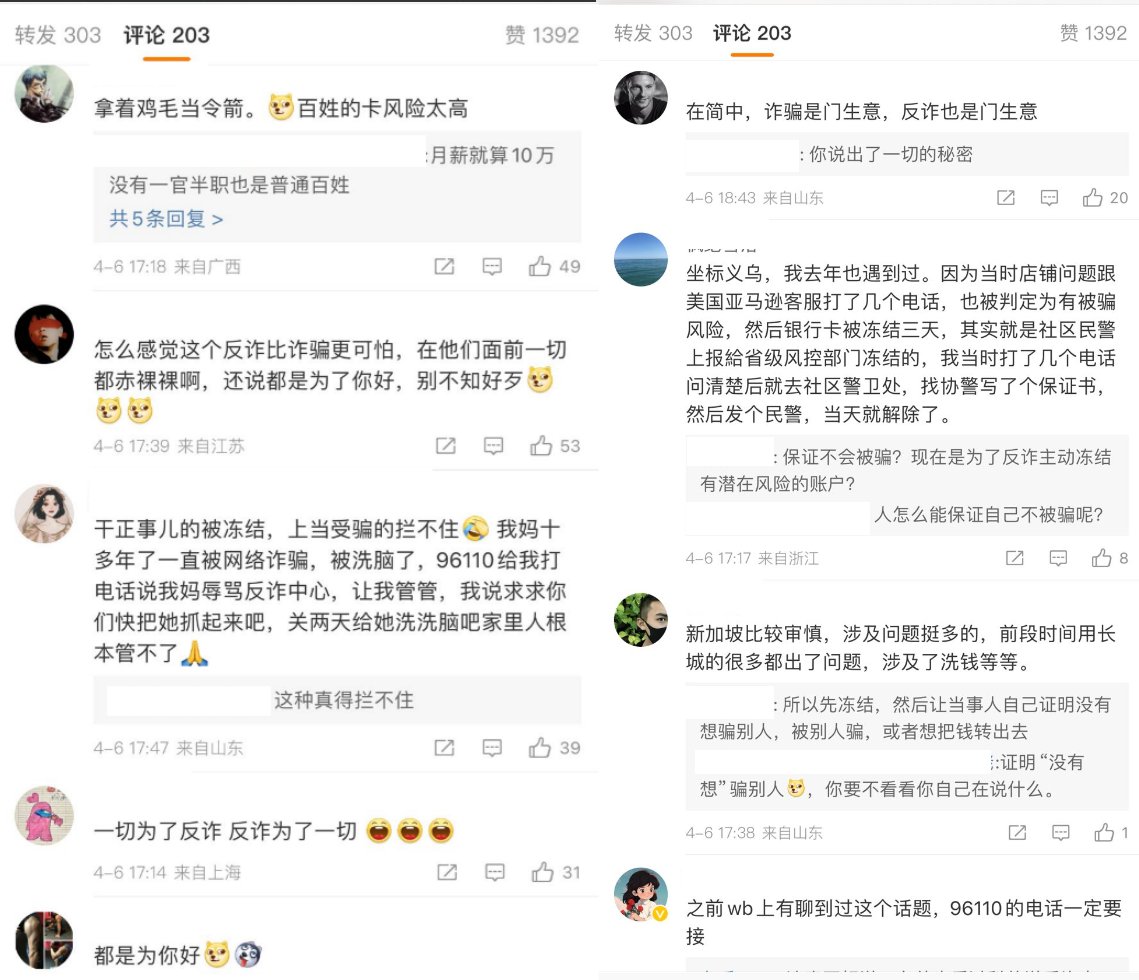 转发 303 评论 203 赞 1392
拿着鸡毛当令箭。百姓的卡风险太高
:月薪就算10万
没有一官半职也是普通百姓
共5条回复 >
4-6 17:18 来自广西 49
怎么感觉这个反诈比诈骗更可怕，在他们面前一切
都赤裸裸啊，还说都是为了你好，别不知好歹
4-6 17:39 来自江苏 53
干正事儿的被冻结，上当受骗的拦不住🤣我妈十
多年了一直被网络诈骗，被洗脑了，96110给我打
电话说我妈辱骂反诈中心，让我管管，我说求求你
们快把她抓起来吧，关两天给她洗洗脑吧家里人根
本管不了🙏
这种真得拦不住
4-6 17:47 来自山东 39
一切为了反诈 反诈为了一切
4-6 17:14 来自上海 31
都是为你好
转发 303 评论 203 赞 1392
在简中，诈骗是门生意，反诈也是门生意
: 你说出了一切的秘密
4-6 18:43 来自山东 20
坐标义乌，我去年也遇到过。因为当时店铺问题跟
美国亚马逊客服打了几个电话，也被判定为有被骗
风险，然后银行卡被冻结三天，其实就是社区民警
上报給省级风控部门冻结的，我当时打了几个电话
问清楚后就去社区警卫处，找协警写了个保证书，
然后发个民警，当天就解除了。
: 保证不会被骗？现在是为了反诈主动冻结
有潜在风险的账户？
人怎么能保证自己不被骗呢?
4-6 17:17 来自浙江 8
新加坡比较审慎，涉及问题挺多的，前段时间用长
城的很多都出了问题，涉及了洗钱等等。
: 所以先冻结，然后让当事人自己证明没有
想骗别人，被别人骗，或者想把钱转出去
:证明“没有
想”骗别人，你要不看看你自己在说什么。
4-6 17:38 来自山东 1
之前wb上有聊到过这个话题，96110的电话一定要
接